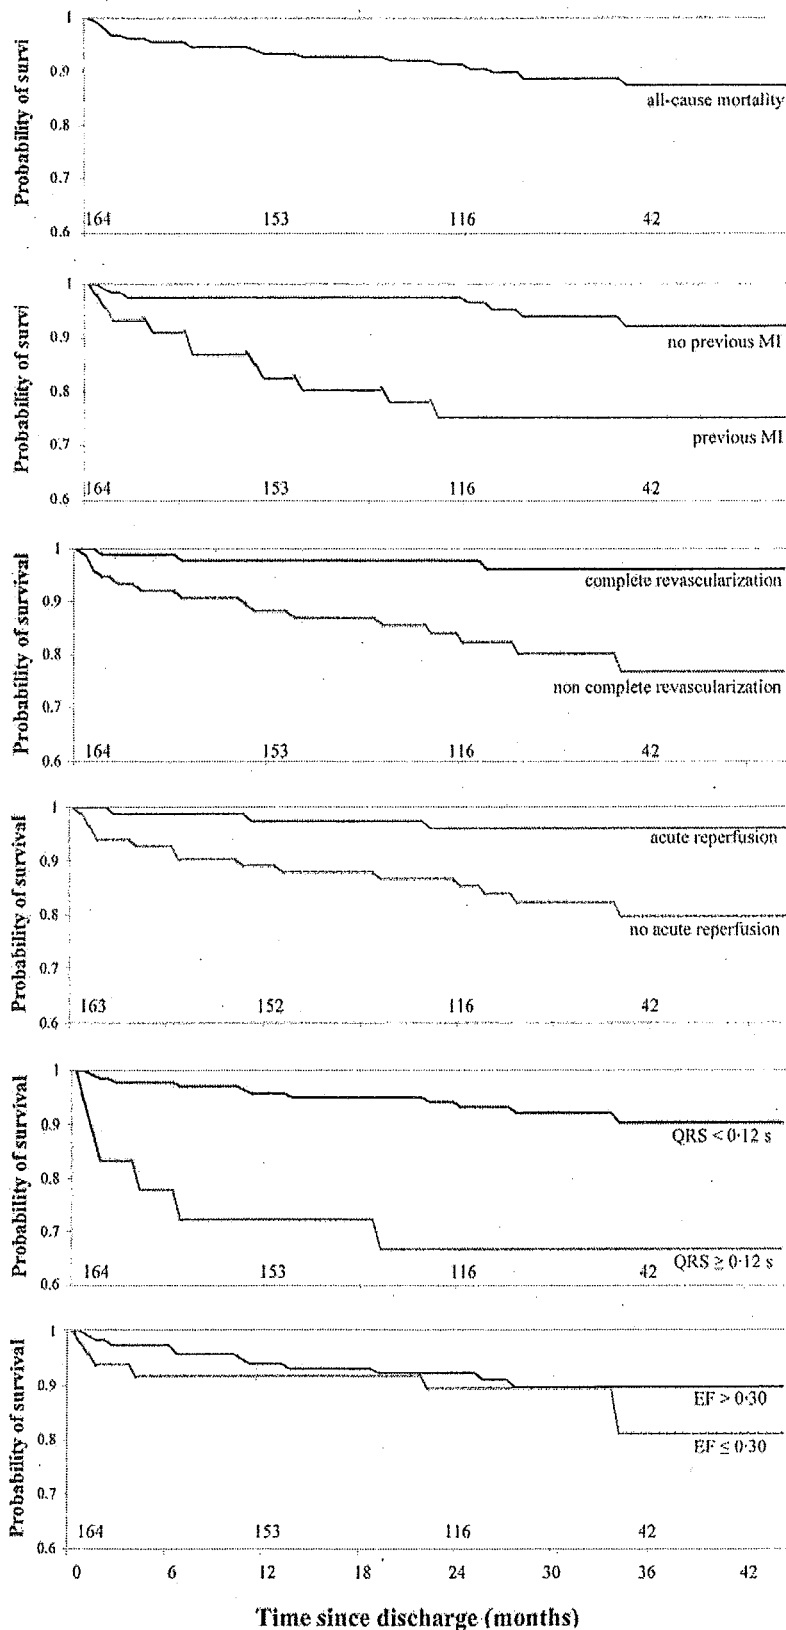 Probability of survi
1
0.9
0.8
0.7
0.6
all-cause mortality
164 153 116 42
Probability of survi
1
0.9
0.8
0.7
0.6
no previous MI
previous MI
164 153 116 42
Probability of survival
1
0.9
0.8
0.7
0.6
complete revascularization
non complete revascularization
164 153 116 42
Probability of survival
1
0.9
0.8
0.7
0.6
acute reperfusion
no acute reperfusion
163 152 116 42
Probability of survival
1
0.9
0.8
0.7
0.6
QRS < 0·12 s
QRS ≥ 0·12 s
164 153 116 42
Probability of survival
1
0.9
0.8
0.7
0.6
EF > 0·30
EF ≤ 0·30
164 153 116 42
0 6 12 18 24 30 36 42
Time since discharge (months)